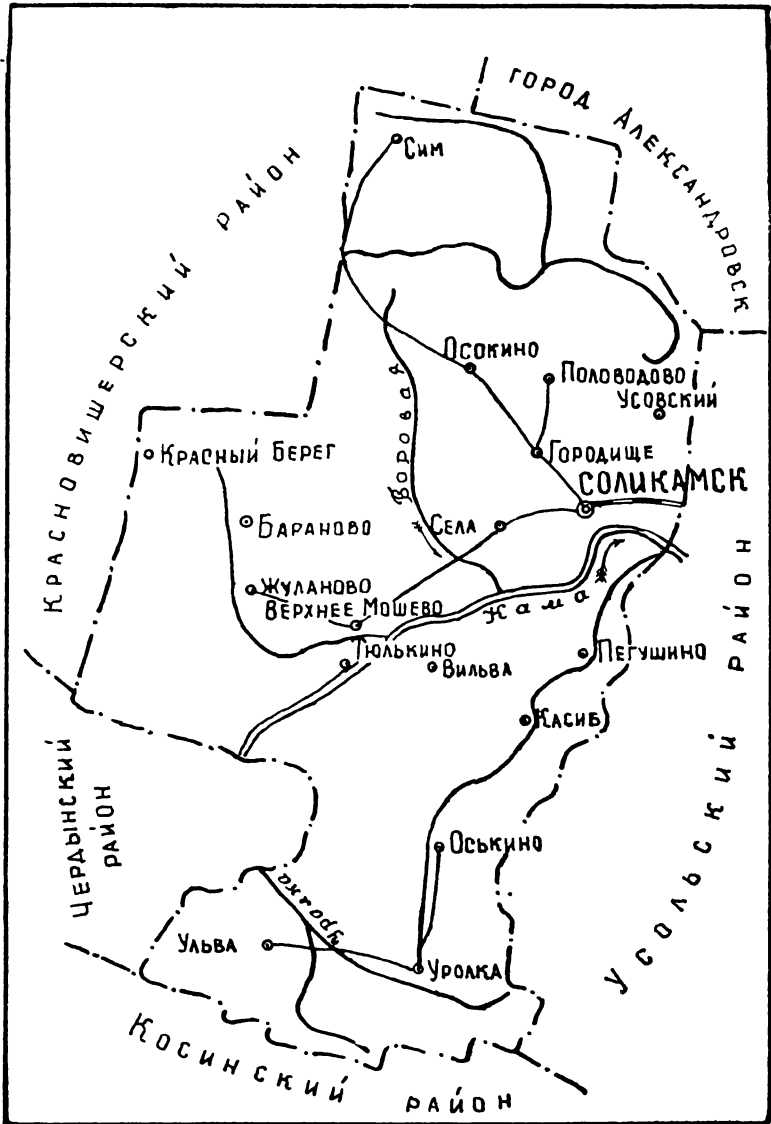 ГОРОД АЛЕКСАНДРОВСК
КРАСНОВИШЕРСКИЙ РАЙОН
СИМ
ОСОКИНО
ПОЛОВОДОВО
УСОВСКИЙ
Боровая
КРАСНЫЙ БЕРЕГ
ГОРОДИЩЕ
СОЛИКАМСК
БАРАНОВО
СЕЛА
ЖУЛАНОВО
ВЕРХНЕЕ МОШЕВО
Кама
ТЮЛЬКИНО
ВИЛЬВА
ПЕГУШИНО
КАСИБ
УСОЛЬСКИЙ РАЙОН
ЧЕРДЫНСКИЙ
РАЙОН
ОСЬКИНО
Уролка
УЛЬВА
УРОЛКА
КОСИНСКИЙ РАЙОН